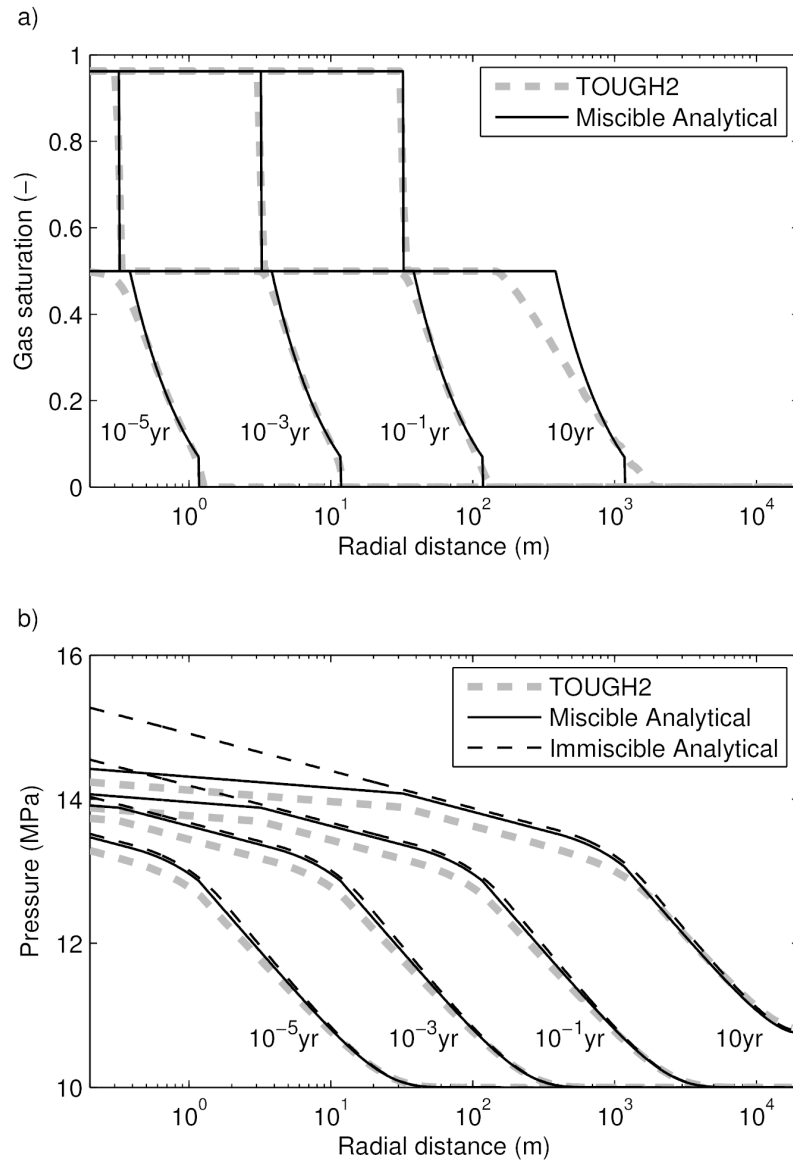 a)
1
0.8
0.6
0.4
0.2
0
Gas saturation (−)
TOUGH2
Miscible Analytical
10⁻⁵yr
10⁻³yr
10⁻¹yr
10yr
10⁰
10¹
10²
10³
10⁴
Radial distance (m)
b)
16
14
12
10
Pressure (MPa)
TOUGH2
Miscible Analytical
Immiscible Analytical
10⁻⁵yr
10⁻³yr
10⁻¹yr
10yr
10⁰
10¹
10²
10³
10⁴
Radial distance (m)